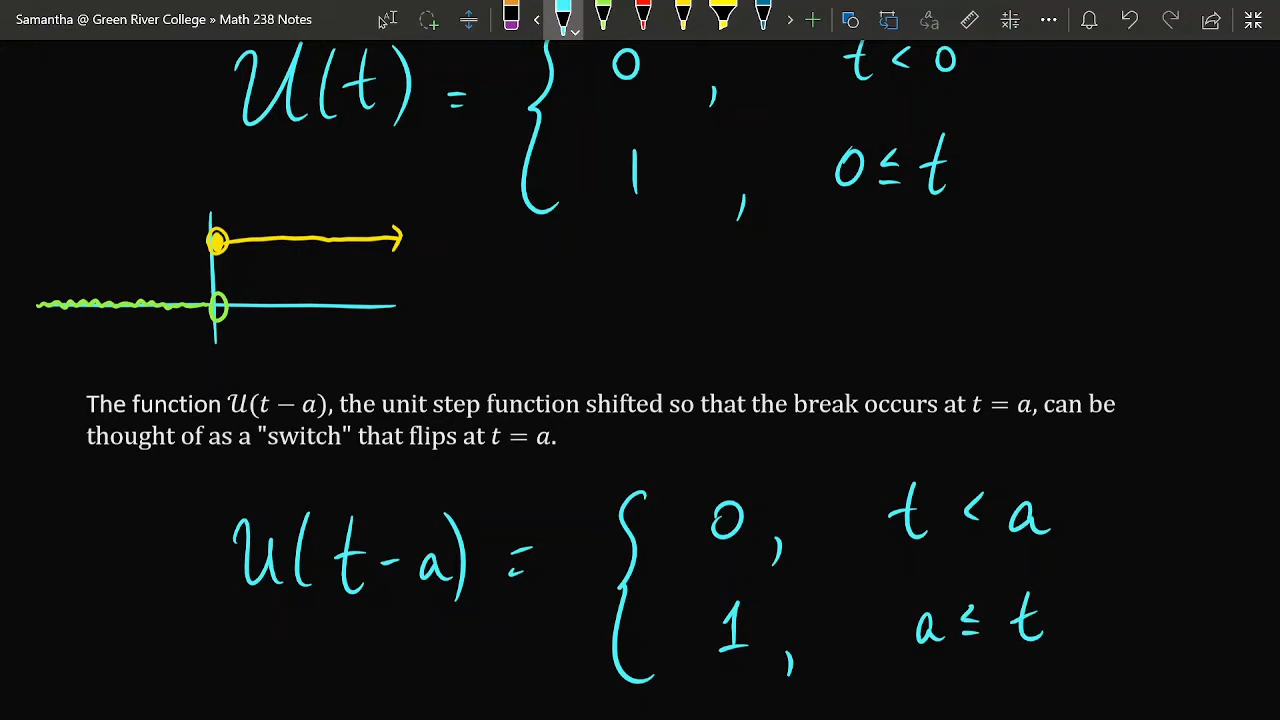 Samantha @ Green River College » Math 238 Notes
𝒰(t) = { 0 , t < 0
1 , 0 ≤ t
The function 𝒰(t − a), the unit step function shifted so that the break occurs at t = a, can be
thought of as a "switch" that flips at t = a.
𝒰(t-a) = { 0, t < a
1, a ≤ t